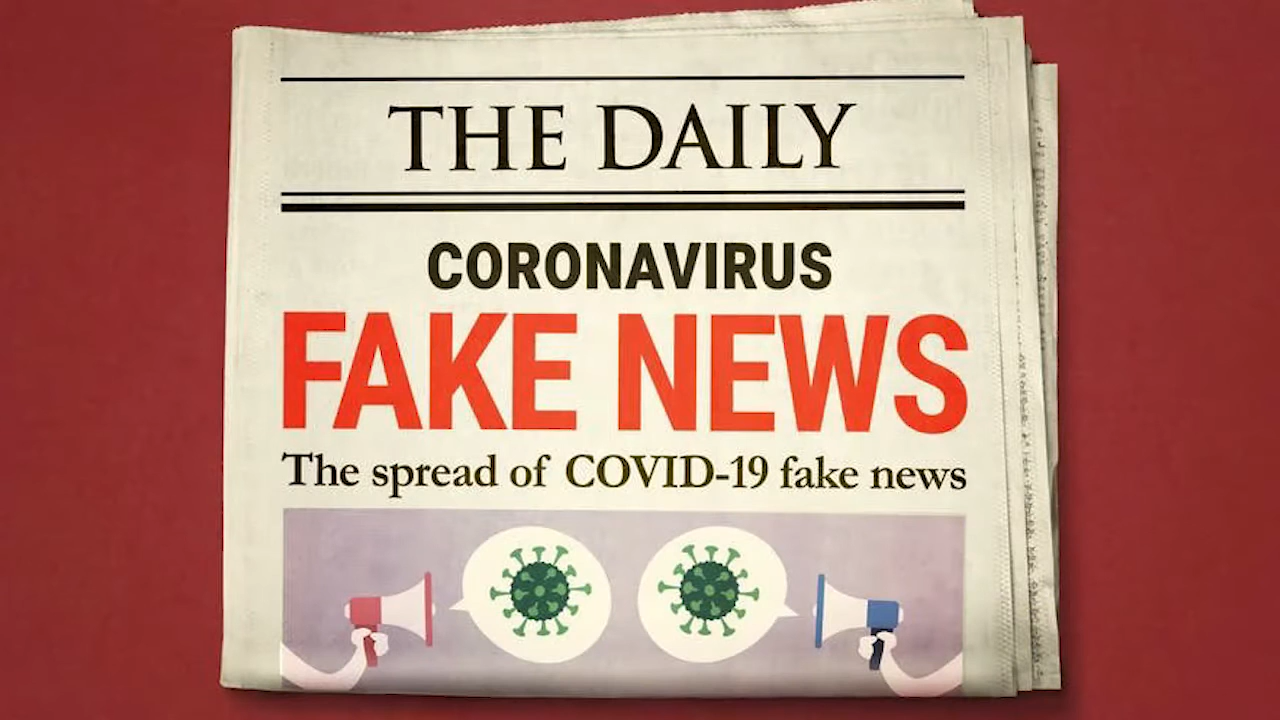 THE DAILY
CORONAVIRUS
FAKE NEWS
The spread of COVID-19 fake news